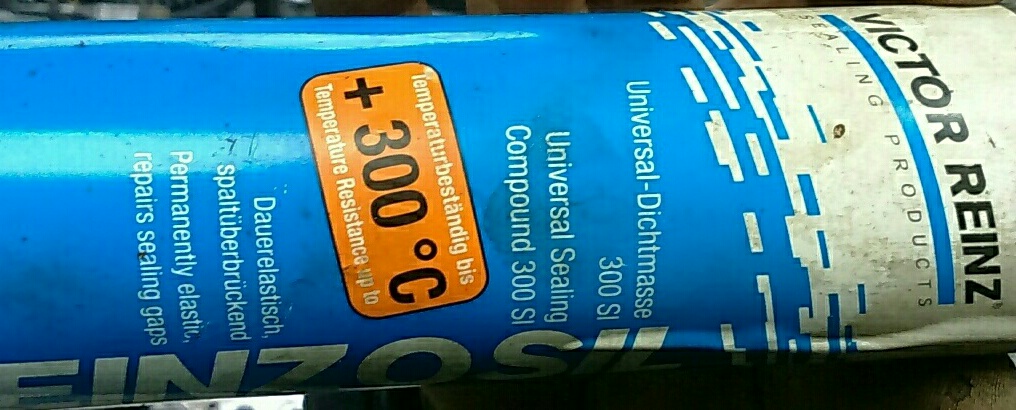 VICTOR REINZ®
SEALING PRODUCTS
Universal-Dichtmasse
300 SI
Universal Sealing
Compound 300 SI
Temperaturbeständig bis
+ 300 °C
Temperature Resistance up to
Dauerelastisch,
spaltüberbrückend
Permanently elastic,
repairs sealing gaps
EINZOSIL